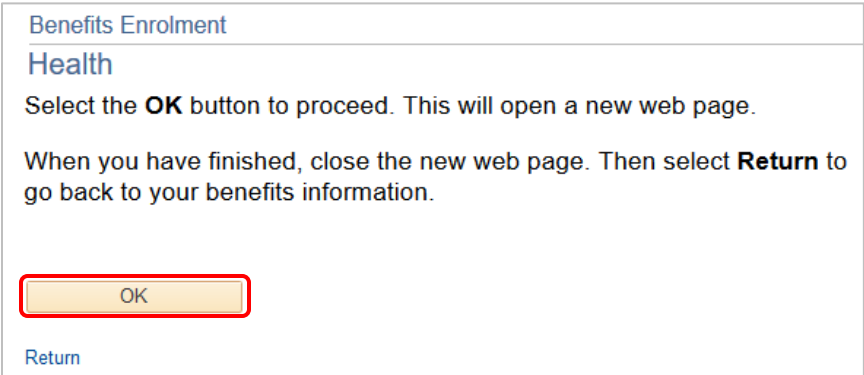 Benefits Enrolment
Health
Select the OK button to proceed. This will open a new web page.
When you have finished, close the new web page. Then select Return to
go back to your benefits information.
OK
Return